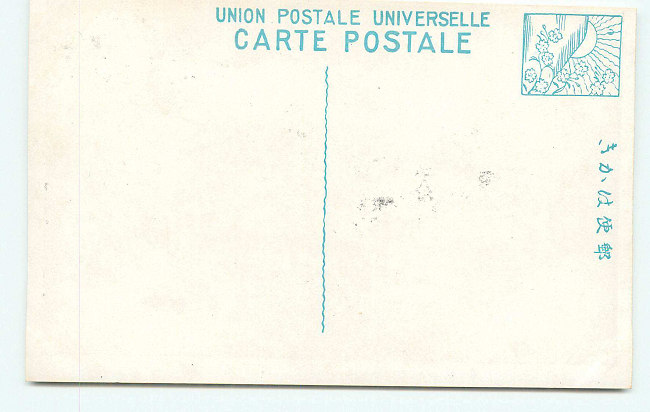 UNION POSTALE UNIVERSELLE
CARTE POSTALE
郵便はかき